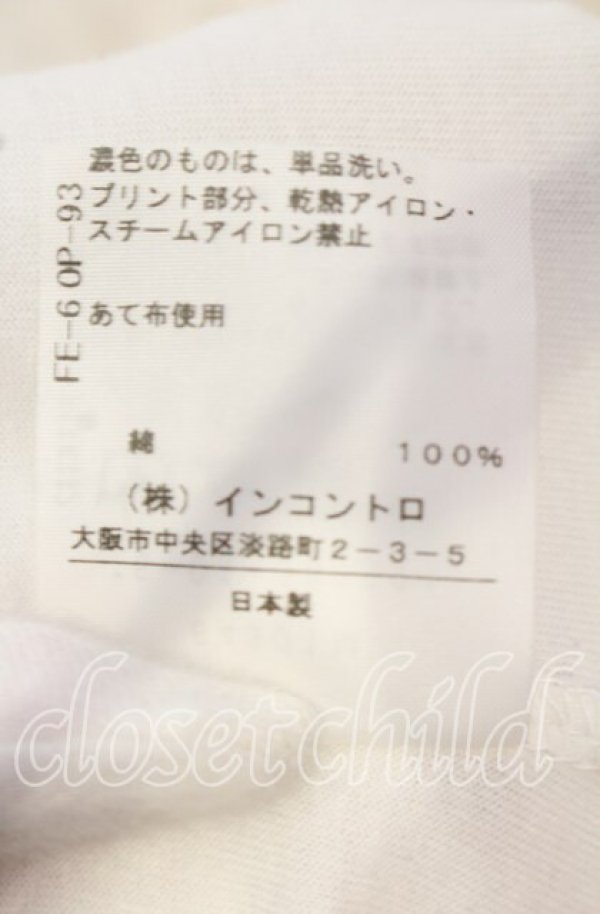 濃色のものは、単品洗い。
プリント部分、乾熱アイロン・
スチームアイロン禁止
あて布使用
FE-6 0P-93
綿 100%
(株) インコントロ
大阪市中央区淡路町2-3-5
日本製
closet child